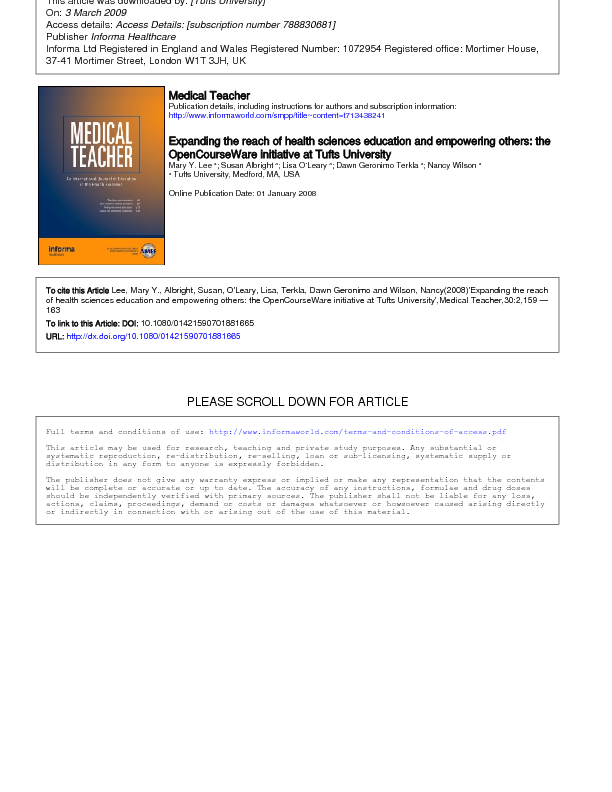 This article was downloaded by: [Tufts University]
On: 3 March 2009
Access details: Access Details: [subscription number 788830681]
Publisher Informa Healthcare
Informa Ltd Registered in England and Wales Registered Number: 1072954 Registered office: Mortimer House,
37-41 Mortimer Street, London W1T 3JH, UK
MEDICAL
TEACHER
An International Journal of Education
in the Health Sciences
informa
healthcare
AMEE
Medical Teacher
Publication details, including instructions for authors and subscription information:
http://www.informaworld.com/smpp/title~content=t713438241
Expanding the reach of health sciences education and empowering others: the
OpenCourseWare initiative at Tufts University
Mary Y. Lee a; Susan Albright a; Lisa O'Leary a; Dawn Geronimo Terkla a; Nancy Wilson a
a Tufts University, Medford, MA, USA
Online Publication Date: 01 January 2008
To cite this Article Lee, Mary Y., Albright, Susan, O'Leary, Lisa, Terkla, Dawn Geronimo and Wilson, Nancy(2008)'Expanding the reach
of health sciences education and empowering others: the OpenCourseWare initiative at Tufts University',Medical Teacher,30:2,159 —
163
To link to this Article: DOI: 10.1080/01421590701881665
URL: http://dx.doi.org/10.1080/01421590701881665
PLEASE SCROLL DOWN FOR ARTICLE
Full terms and conditions of use: http://www.informaworld.com/terms-and-conditions-of-access.pdf
This article may be used for research, teaching and private study purposes. Any substantial or
systematic reproduction, re-distribution, re-selling, loan or sub-licensing, systematic supply or
distribution in any form to anyone is expressly forbidden.
The publisher does not give any warranty express or implied or make any representation that the contents
will be complete or accurate or up to date. The accuracy of any instructions, formulae and drug doses
should be independently verified with primary sources. The publisher shall not be liable for any loss,
actions, claims, proceedings, demand or costs or damages whatsoever or howsoever caused arising directly
or indirectly in connection with or arising out of the use of this material.